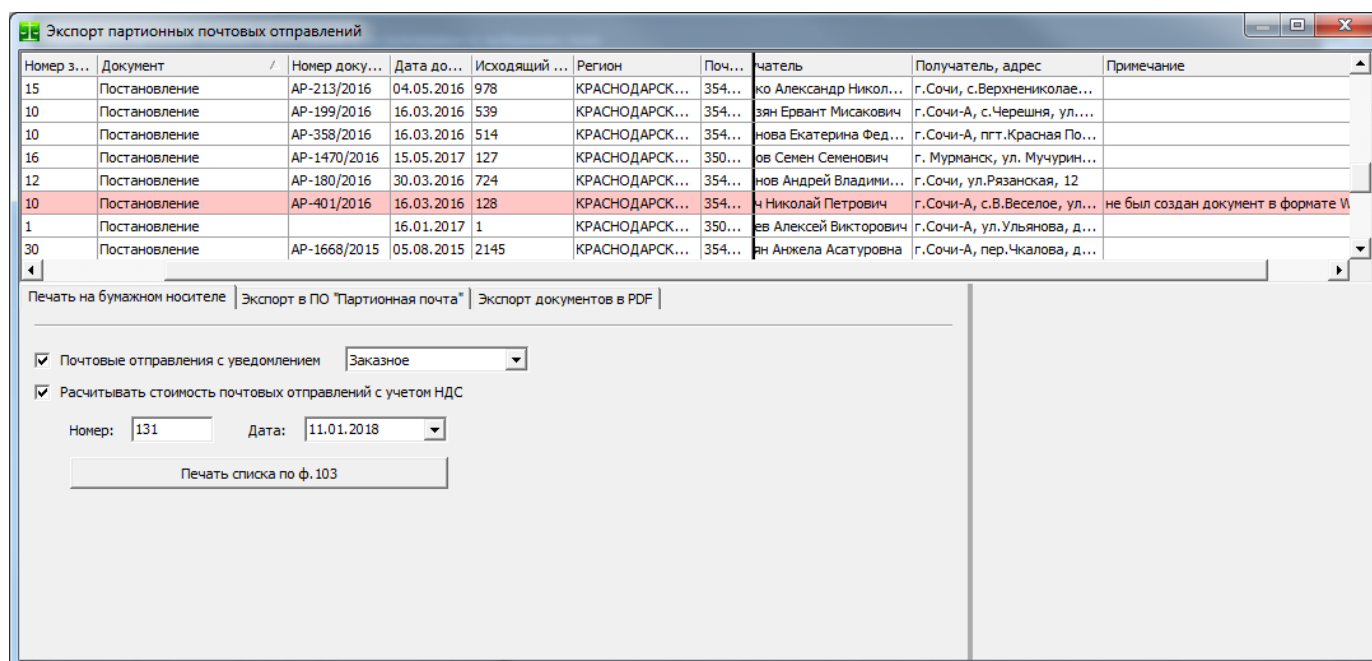 Экспорт партионных почтовых отправлений
Номер з... Документ Номер доку... Дата до... Исходящий ... Регион Поч... чатель Получатель, адрес Примечание
15 Постановление АР-213/2016 04.05.2016 978 КРАСНОДАРСК... 354... ко Александр Никол... г.Сочи, с.Верхнениколае...
10 Постановление АР-199/2016 16.03.2016 539 КРАСНОДАРСК... 354... зян Ервант Мисакович г.Сочи-А, с.Черешня, ул....
10 Постановление АР-358/2016 16.03.2016 514 КРАСНОДАРСК... 354... нова Екатерина Фед... г.Сочи-А, пгт.Красная По...
16 Постановление АР-1470/2016 15.05.2017 127 КРАСНОДАРСК... 350... ов Семен Семенович г. Мурманск, ул. Мучурин...
12 Постановление АР-180/2016 30.03.2016 724 КРАСНОДАРСК... 354... нов Андрей Владими... г.Сочи, ул.Рязанская, 12
10 Постановление АР-401/2016 16.03.2016 128 КРАСНОДАРСК... 354... ч Николай Петрович г.Сочи-А, с.В.Веселое, ул... не был создан документ в формате W
1 Постановление 16.01.2017 1 КРАСНОДАРСК... 350... ев Алексей Викторович г.Сочи-А, ул.Ульянова, д...
30 Постановление АР-1668/2015 05.08.2015 2145 КРАСНОДАРСК... 354... ян Анжела Асатуровна г.Сочи-А, пер.Чкалова, д...
Печать на бумажном носителе Экспорт в ПО "Партионная почта" Экспорт документов в PDF
Почтовые отправления с уведомлением Заказное
Расчитывать стоимость почтовых отправлений с учетом НДС
Номер: 131 Дата: 11.01.2018
Печать списка по ф.103